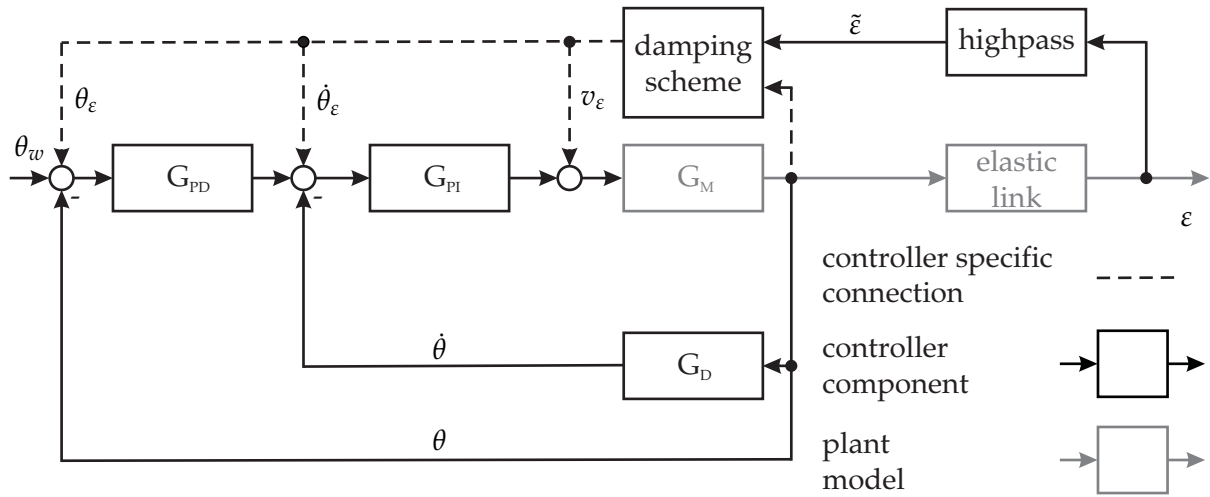 ε̃
highpass
damping
scheme
θ_ε
θ̇_ε
v_ε
θ_w
G_PD
G_PI
G_M
elastic
link
-
-
ε
controller specific
connection
θ̇
G_D
controller
component
θ
plant
model